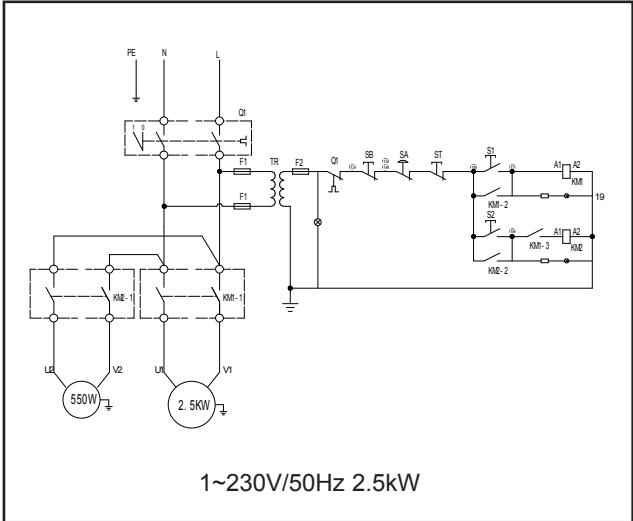 PE N L
1 0 Q1
F1 TR F2 Q1 SB SA ST S1
A1 A2
KM1
F1 KM1-2 19
S2
A1 A2
KM1-3 KM2
KM2-2
KM2-1 KM1-1
U2 V2 U1 V1
550W 2.5KW
1~230V/50Hz 2.5kW